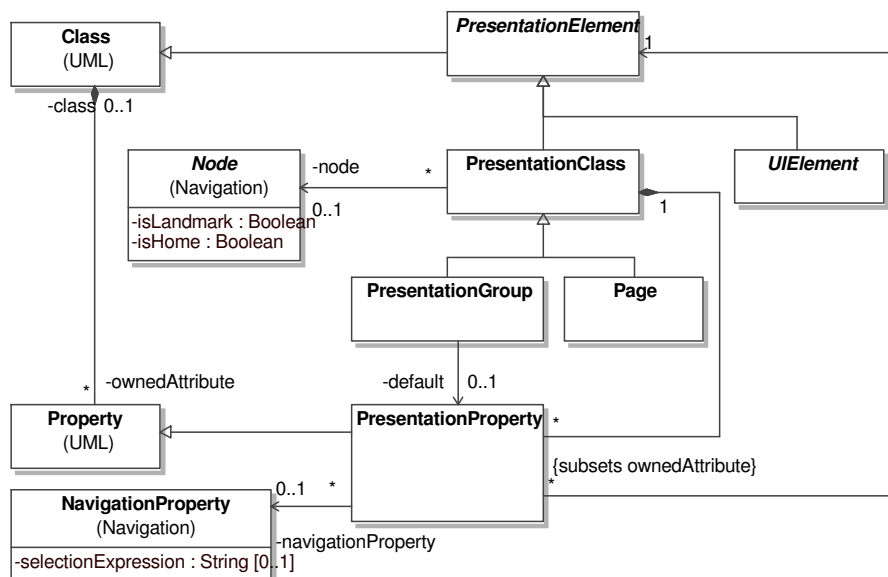 Class
(UML)
PresentationElement
1
-class
0..1
Node
(Navigation)
-isLandmark : Boolean
-isHome : Boolean
-node
*
0..1
PresentationClass
1
UIElement
PresentationGroup
Page
-default
0..1
*
-ownedAttribute
Property
(UML)
PresentationProperty
*
{subsets ownedAttribute}
*
NavigationProperty
(Navigation)
-selectionExpression : String [0..1]
0..1
*
-navigationProperty